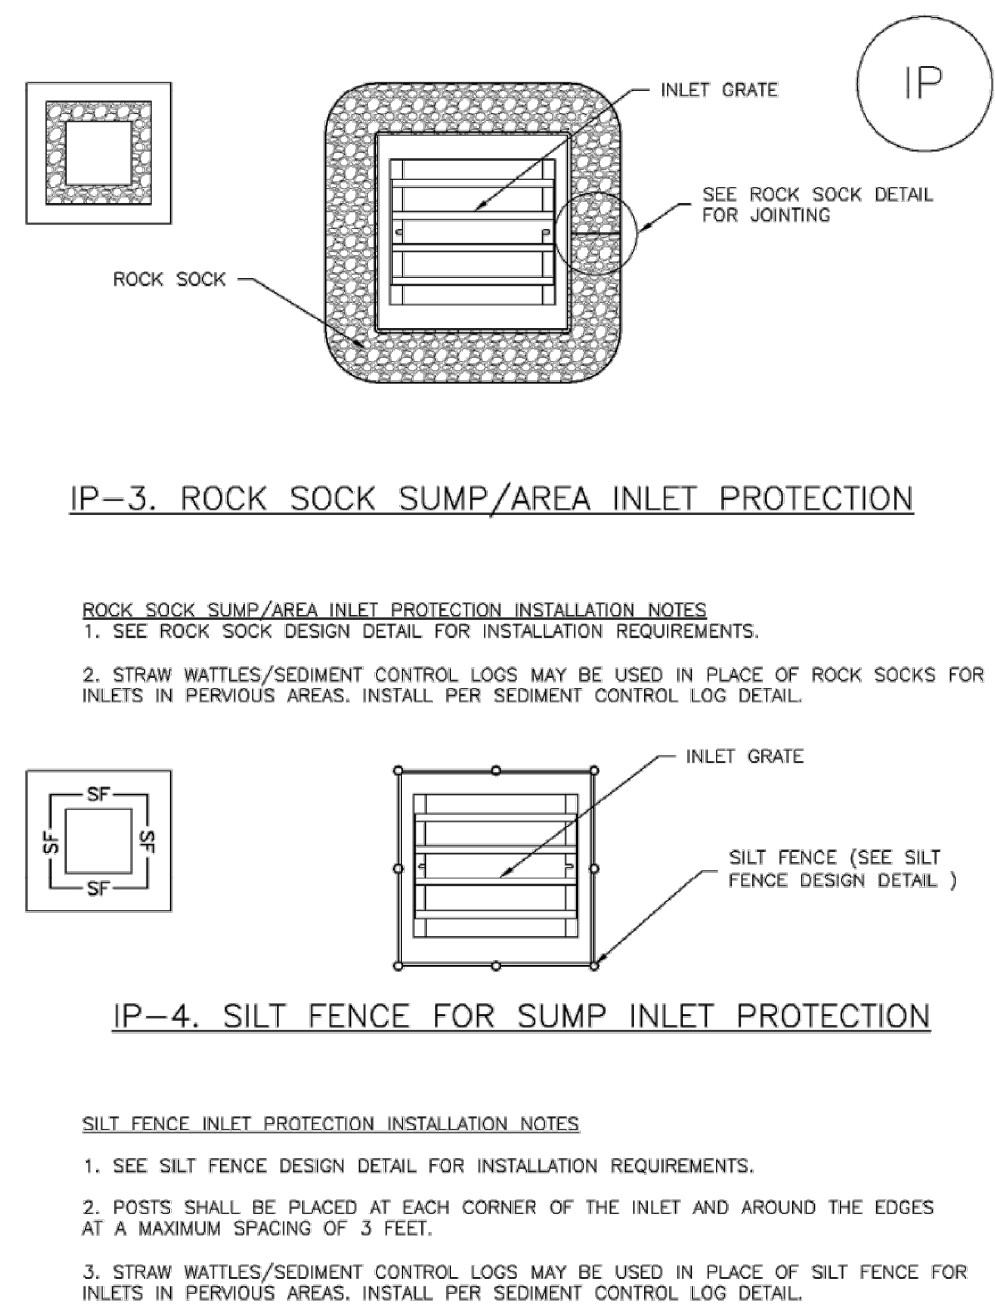 IP
INLET GRATE
SEE ROCK SOCK DETAIL
FOR JOINTING
ROCK SOCK
IP-3. ROCK SOCK SUMP/AREA INLET PROTECTION
ROCK SOCK SUMP/AREA INLET PROTECTION INSTALLATION NOTES
1. SEE ROCK SOCK DESIGN DETAIL FOR INSTALLATION REQUIREMENTS.
2. STRAW WATTLES/SEDIMENT CONTROL LOGS MAY BE USED IN PLACE OF ROCK SOCKS FOR
INLETS IN PERVIOUS AREAS. INSTALL PER SEDIMENT CONTROL LOG DETAIL.
INLET GRATE
SF
SF
SF
SF
SILT FENCE (SEE SILT
FENCE DESIGN DETAIL )
IP-4. SILT FENCE FOR SUMP INLET PROTECTION
SILT FENCE INLET PROTECTION INSTALLATION NOTES
1. SEE SILT FENCE DESIGN DETAIL FOR INSTALLATION REQUIREMENTS.
2. POSTS SHALL BE PLACED AT EACH CORNER OF THE INLET AND AROUND THE EDGES
AT A MAXIMUM SPACING OF 3 FEET.
3. STRAW WATTLES/SEDIMENT CONTROL LOGS MAY BE USED IN PLACE OF SILT FENCE FOR
INLETS IN PERVIOUS AREAS. INSTALL PER SEDIMENT CONTROL LOG DETAIL.